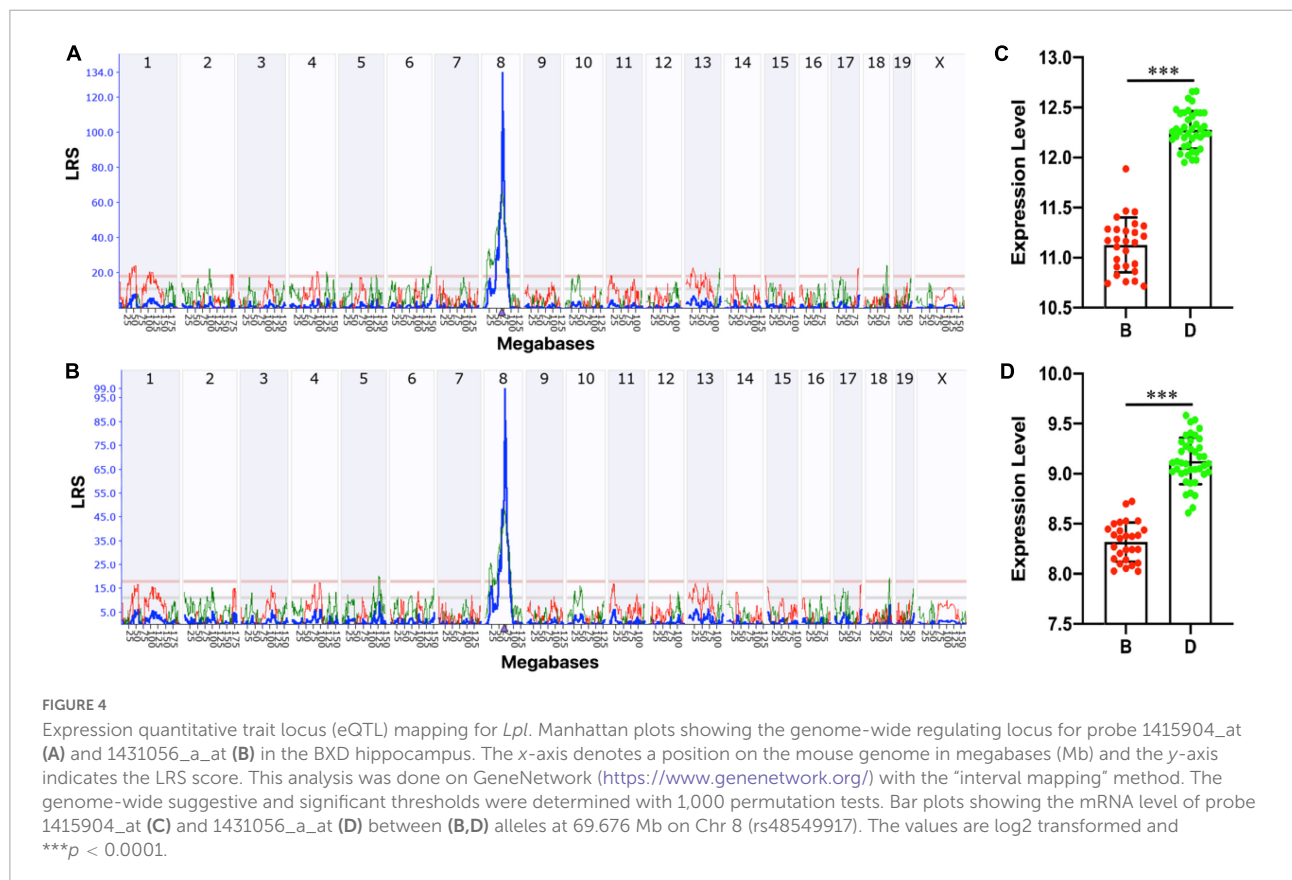 A
1 2 3 4 5 6 7 8 9 10 11 12 13 14 15 16 17 18 19 X
134.0
120.0
100.0
80.0
60.0
40.0
20.0
LRS
Megabases
B
1 2 3 4 5 6 7 8 9 10 11 12 13 14 15 16 17 18 19 X
99.0
95.0
85.0
75.0
65.0
55.0
45.0
35.0
25.0
15.0
5.0
LRS
Megabases
C
***
13.0
12.5
12.0
11.5
11.0
10.5
Expression Level
B D
D
***
10.0
9.5
9.0
8.5
8.0
7.5
Expression Level
B D
FIGURE 4
Expression quantitative trait locus (eQTL) mapping for Lpl. Manhattan plots showing the genome-wide regulating locus for probe 1415904_at
(A) and 1431056_a_at (B) in the BXD hippocampus. The x-axis denotes a position on the mouse genome in megabases (Mb) and the y-axis
indicates the LRS score. This analysis was done on GeneNetwork (https://www.genenetwork.org/) with the “interval mapping” method. The
genome-wide suggestive and significant thresholds were determined with 1,000 permutation tests. Bar plots showing the mRNA level of probe
1415904_at (C) and 1431056_a_at (D) between (B,D) alleles at 69.676 Mb on Chr 8 (rs48549917). The values are log2 transformed and
***p < 0.0001.